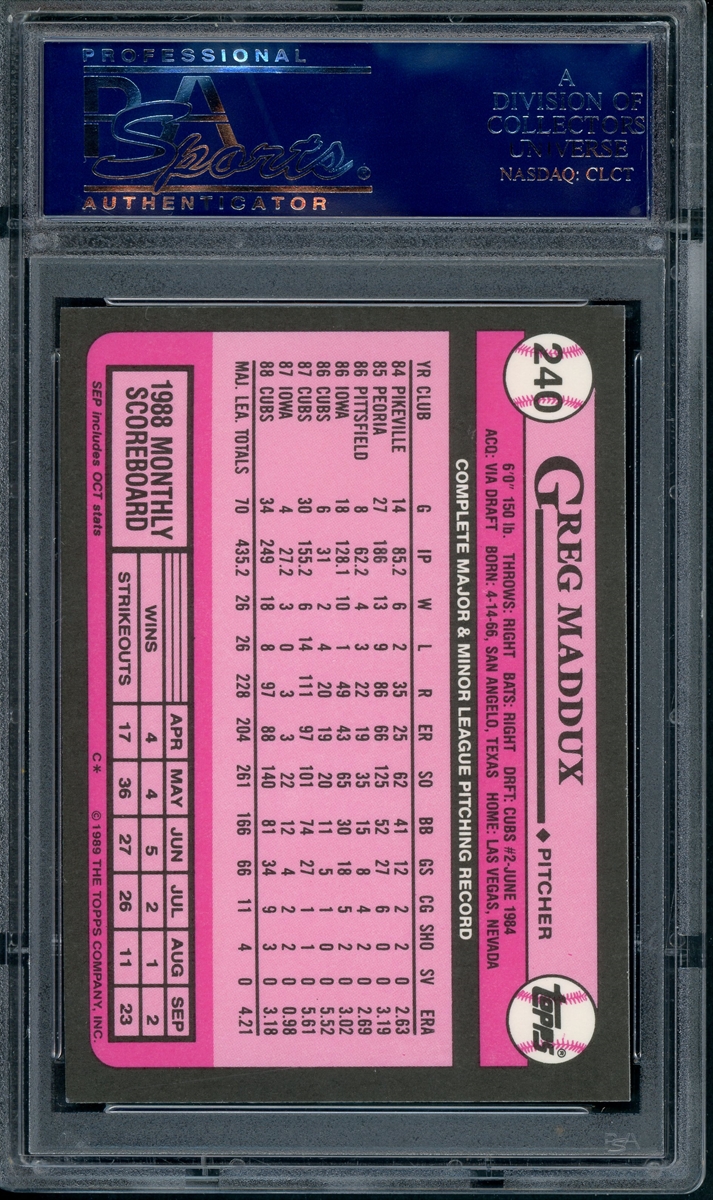 PROFESSIONAL
PSA
Sports®
AUTHENTICATOR
A
DIVISION OF
COLLECTORS
UNIVERSE
NASDAQ: CLCT
240
GREG MADDUX
◆ PITCHER
TOPPS®
6'0" 150 lb. THROWS: RIGHT BATS: RIGHT DRFT: CUBS #2-JUNE 1984
ACQ: VIA DRAFT BORN: 4-14-66, SAN ANGELO, TEXAS HOME: LAS VEGAS, NEVADA
COMPLETE MAJOR & MINOR LEAGUE PITCHING RECORD
YR CLUB G IP W L R ER SO BB GS CG SHO SV ERA
84 PIKEVILLE 14 85.2 6 2 35 25 62 41 12 2 2 0 2.63
85 PEORIA 27 186 13 9 86 66 125 52 27 6 0 0 3.19
86 PITTSFIELD 8 62.2 4 3 22 19 35 15 8 4 2 0 2.69
86 IOWA 18 128.1 10 1 49 43 65 30 18 5 2 0 3.02
86 CUBS 6 31 2 4 20 19 20 11 5 1 0 0 5.52
87 CUBS 30 155.2 6 14 111 97 101 74 27 1 1 0 5.61
87 IOWA 4 27.2 3 0 3 3 22 12 4 2 2 0 0.98
88 CUBS 34 249 18 8 97 88 140 81 34 9 3 0 3.18
MAJ. LEA. TOTALS 70 435.2 26 26 228 204 261 166 66 11 4 0 4.21
1988 MONTHLY
SCOREBOARD
APR MAY JUN JUL AUG SEP
WINS 4 4 5 2 1 2
STRIKEOUTS 17 36 27 26 11 23
SEP includes OCT stats
C* © 1989 THE TOPPS COMPANY, INC.
PSA